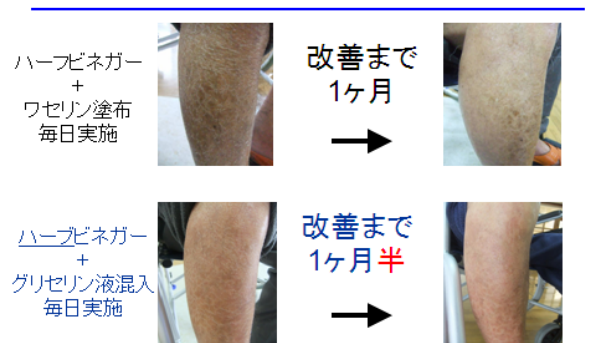 ハーブビネガー
+
ワセリン塗布
毎日実施
改善まで
1ヶ月
ハーブビネガー
+
グリセリン液混入
毎日実施
改善まで
1ヶ月半